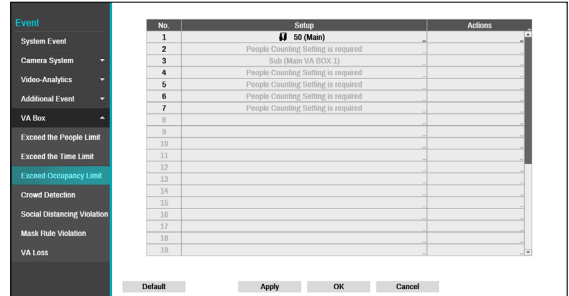 Event
System Event
Camera System
Video-Analytics
Additional Event
VA Box
Exceed the People Limit
Exceed the Time Limit
Exceed Occupancy Limit
Crowd Detection
Social Distancing Violation
Mask Rule Violation
VA Loss
No. Setup Actions
1 50 (Main)
2 People Counting Setting is required
3 Sub (Main VA BOX 1)
4 People Counting Setting is required
5 People Counting Setting is required
6 People Counting Setting is required
7 People Counting Setting is required
8
9
10
11
12
13
14
15
16
17
18
19
Default Apply OK Cancel